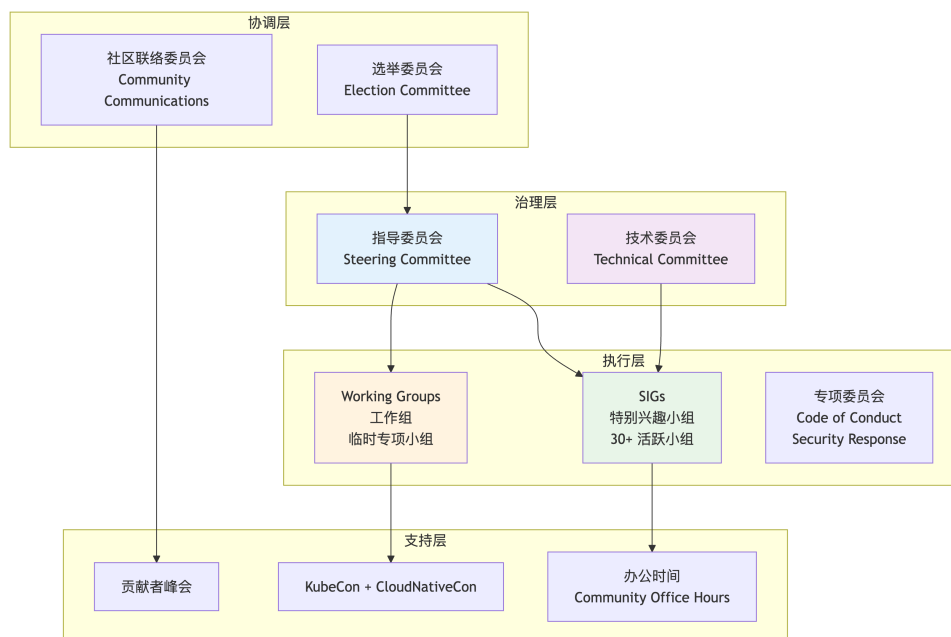 协调层
社区联络委员会
Community
Communications
选举委员会
Election Committee
治理层
指导委员会
Steering Committee
技术委员会
Technical Committee
执行层
Working Groups
工作组
临时专项小组
SIGs
特别兴趣小组
30+ 活跃小组
专项委员会
Code of Conduct
Security Response
支持层
贡献者峰会
KubeCon + CloudNativeCon
办公时间
Community Office Hours